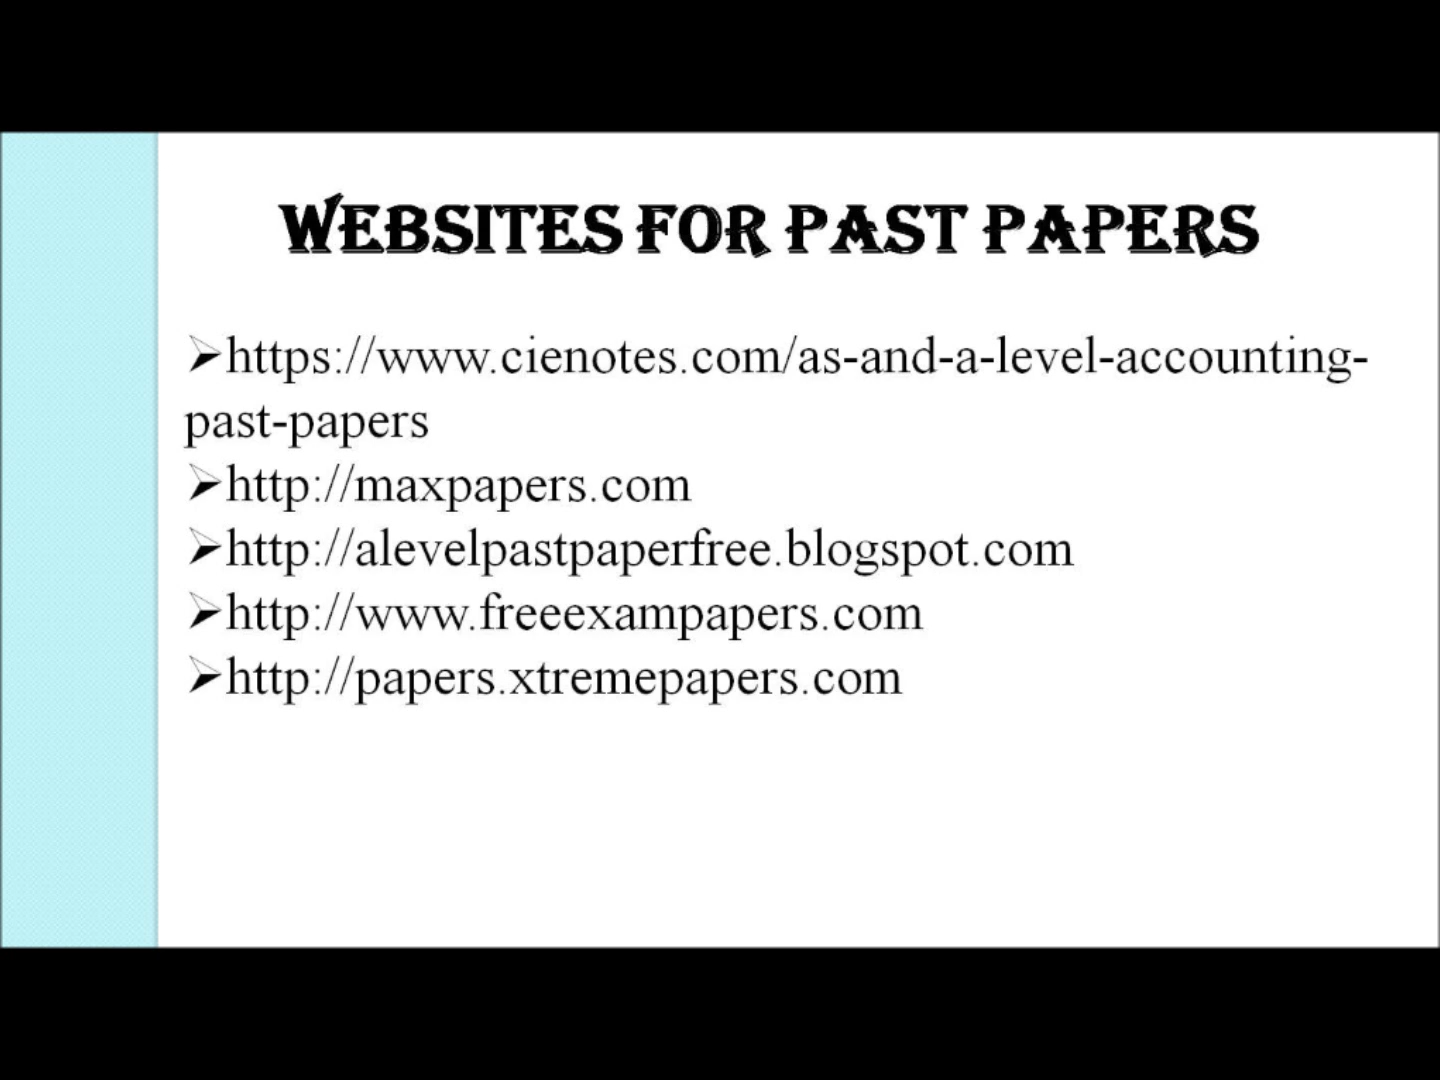 WEBSITES FOR PAST PAPERS
➢https://www.cienotes.com/as-and-a-level-accounting-
past-papers
➢http://maxpapers.com
➢http://alevelpastpaperfree.blogspot.com
➢http://www.freeexampapers.com
➢http://papers.xtremepapers.com